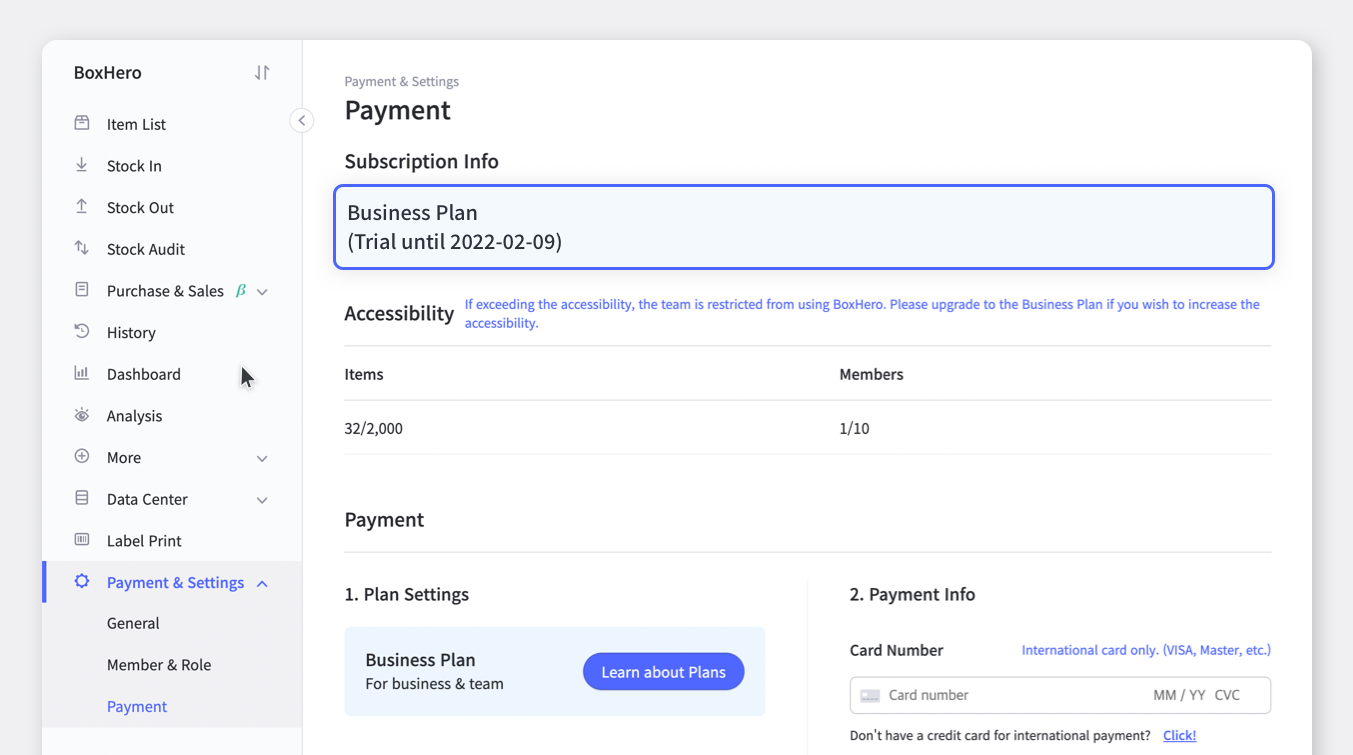 BoxHero
Item List
Stock In
Stock Out
Stock Audit
Purchase & Sales β
History
Dashboard
Analysis
More
Data Center
Label Print
Payment & Settings
General
Member & Role
Payment
Payment & Settings
Payment
Subscription Info
Business Plan
(Trial until 2022-02-09)
Accessibility
If exceeding the accessibility, the team is restricted from using BoxHero. Please upgrade to the Business Plan if you wish to increase the
accessibility.
Items Members
32/2,000 1/10
Payment
1. Plan Settings
Business Plan
For business & team
Learn about Plans
2. Payment Info
Card Number International card only. (VISA, Master, etc.)
Card number MM / YY CVC
Don't have a credit card for international payment? Click!